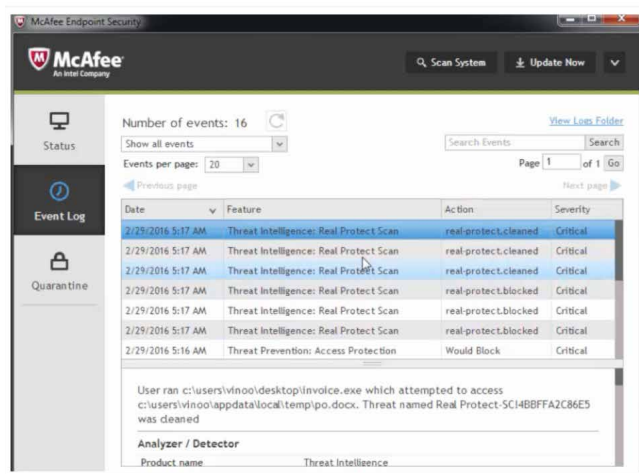 McAfee Endpoint Security
McAfee
An Intel Company
Scan System
Update Now
Status
Event Log
Quarantine
Number of events: 16
View Logs Folder
Show all events
Search Events
Search
Events per page: 20
Page 1 of 1 Go
Previous page
Next page
Date Feature Action Severity
2/29/2016 5:17 AM Threat Intelligence: Real Protect Scan real-protect.cleaned Critical
2/29/2016 5:17 AM Threat Intelligence: Real Protect Scan real-protect.cleaned Critical
2/29/2016 5:17 AM Threat Intelligence: Real Protect Scan real-protect.cleaned Critical
2/29/2016 5:17 AM Threat Intelligence: Real Protect Scan real-protect.blocked Critical
2/29/2016 5:17 AM Threat Intelligence: Real Protect Scan real-protect.blocked Critical
2/29/2016 5:17 AM Threat Intelligence: Real Protect Scan real-protect.blocked Critical
2/29/2016 5:16 AM Threat Prevention: Access Protection Would Block Critical
User ran c:\users\vinoo\desktop\invoice.exe which attempted to access
c:\users\vinoo\appdata\local\temp\po.docx. Threat named Real Protect-SCI4BBFFA2C86E5
was cleaned
Analyzer / Detector
Product name Threat Intelligence